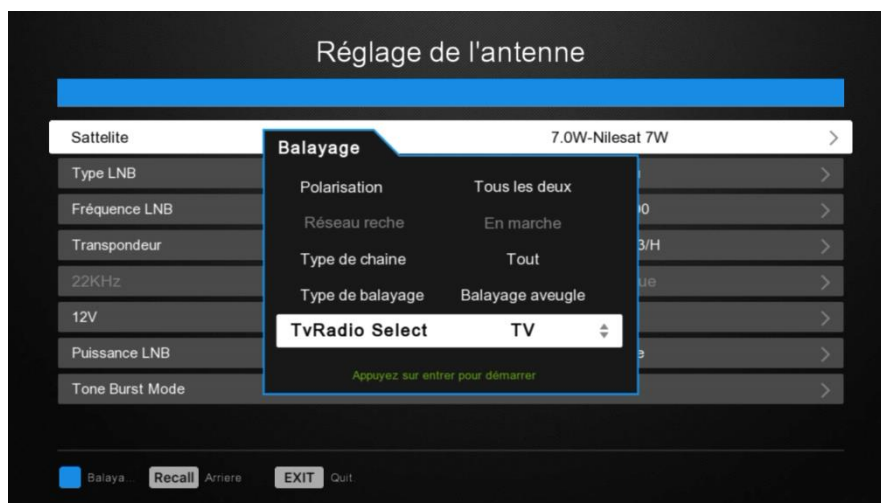 Réglage de l'antenne
Sattelite 7.0W-Nilesat 7W
Balayage
Type LNB
Polarisation Tous les deux
Fréquence LNB
Réseau reche En marche
Transpondeur 3/H
Type de chaine Tout
22KHz ue
Type de balayage Balayage aveugle
12V
TvRadio Select TV
Puissance LNB
Appuyez sur entrer pour démarrer
Tone Burst Mode
Balaya... Recall Arriere EXIT Quit.